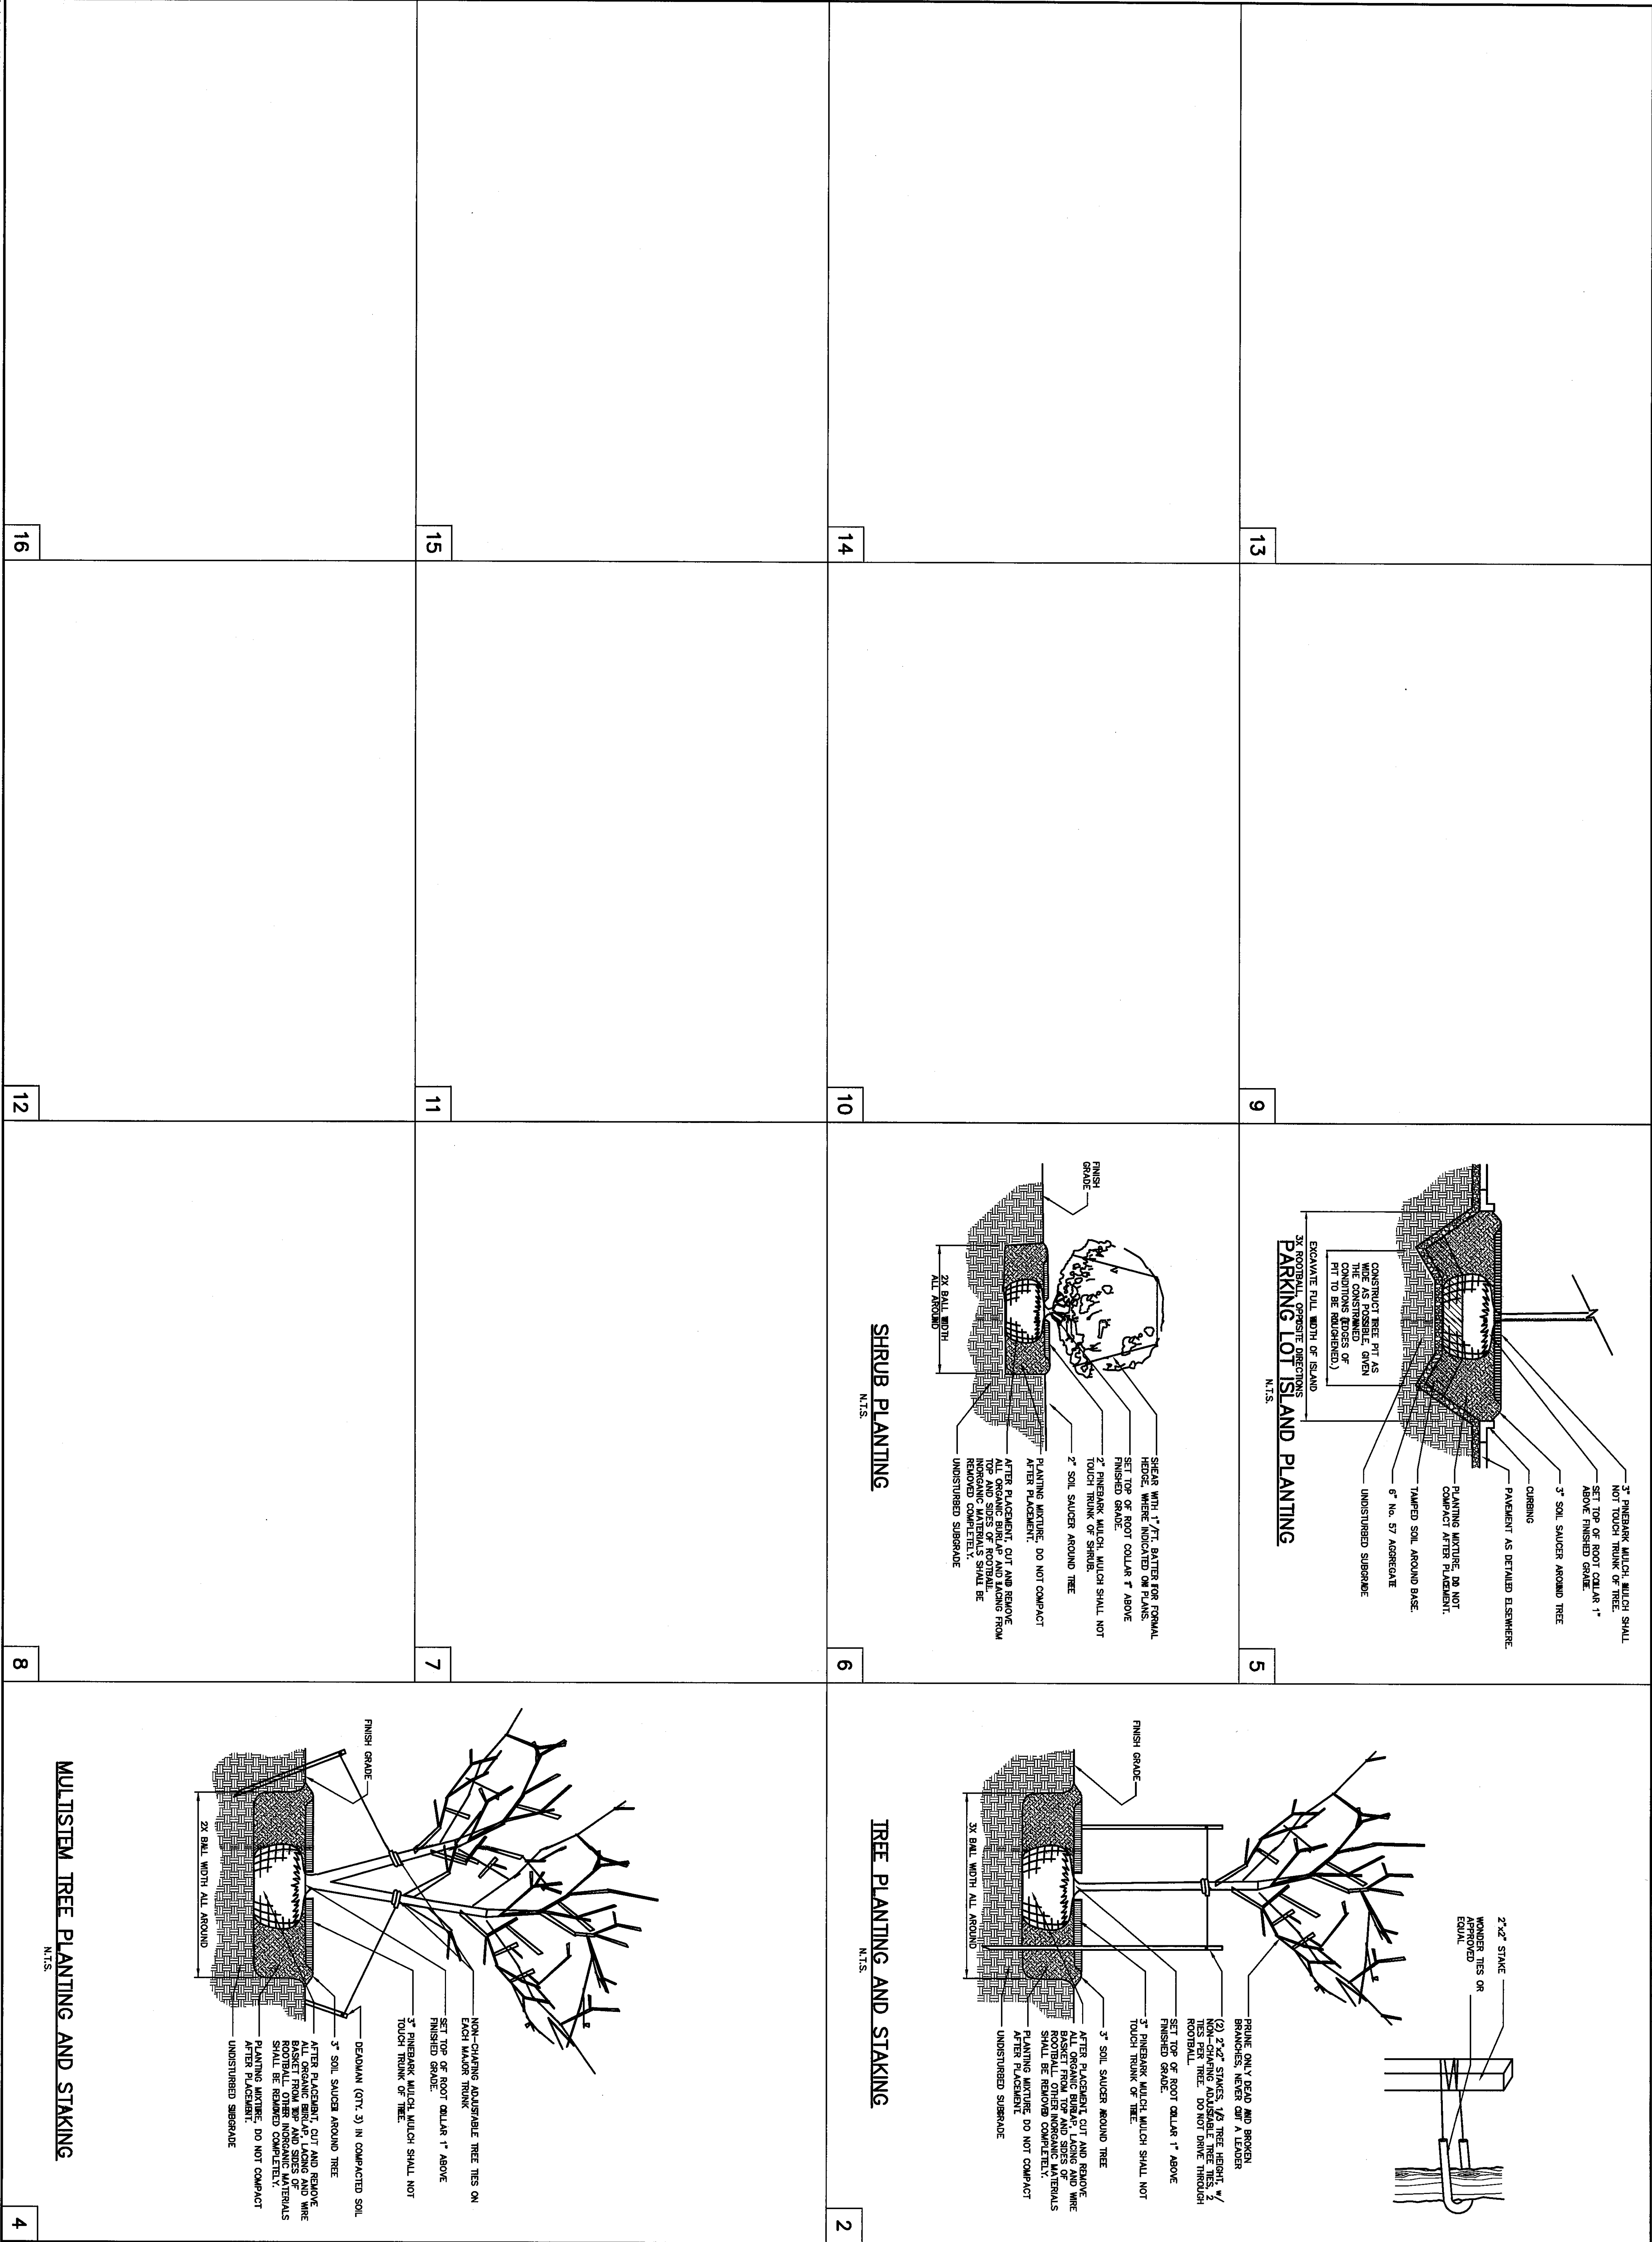 2"x2" STAKE
WONDER TIES OR
APPROVED
EQUAL
PRUNE ONLY DEAD AND BROKEN
BRANCHES, NEVER CUT A LEADER
(2) 2"x2" STAKES, 1/3 TREE HEIGHT, w/
NON-CHAFING ADJUSTABLE TREE TIES, 2
TIES PER TREE. DO NOT DRIVE THROUGH
ROOTBALL.
SET TOP OF ROOT COLLAR 1" ABOVE
FINISHED GRADE.
3" PINEBARK MULCH. MULCH SHALL NOT
TOUCH TRUNK OF TREE.
FINISH GRADE
3" SOIL SAUCER AROUND TREE
AFTER PLACEMENT, CUT AND REMOVE
ALL ORGANIC BURLAP, LACING AND WIRE
BASKET FROM TOP AND SIDES OF
ROOTBALL. OTHER INORGANIC MATERIALS
SHALL BE REMOVED COMPLETELY.
PLANTING MIXTURE, DO NOT COMPACT
AFTER PLACEMENT.
UNDISTURBED SUBGRADE
3X BALL WIDTH ALL AROUND
TREE PLANTING AND STAKING
N.T.S.
2
FINISH GRADE
NON-CHAFING ADJUSTABLE TREE TIES ON
EACH MAJOR TRUNK
SET TOP OF ROOT COLLAR 1" ABOVE
FINISHED GRADE.
3" PINEBARK MULCH. MULCH SHALL NOT
TOUCH TRUNK OF TREE.
DEADMAN (QTY. 3) IN COMPACTED SOIL
3" SOIL SAUCER AROUND TREE
AFTER PLACEMENT, CUT AND REMOVE
ALL ORGANIC BURLAP, LACING AND WIRE
BASKET FROM TOP AND SIDES OF
ROOTBALL. OTHER INORGANIC MATERIALS
SHALL BE REMOVED COMPLETELY.
PLANTING MIXTURE, DO NOT COMPACT
AFTER PLACEMENT.
UNDISTURBED SUBGRADE
2X BALL WIDTH ALL AROUND
MULTISTEM TREE PLANTING AND STAKING
N.T.S.
4
3" PINEBARK MULCH. MULCH SHALL
NOT TOUCH TRUNK OF TREE.
SET TOP OF ROOT COLLAR 1"
ABOVE FINISHED GRADE.
3" SOIL SAUCER AROUND TREE
PAVEMENT AS DETAILED ELSEWHERE.
CURBING
PLANTING MIXTURE, DO NOT
COMPACT AFTER PLACEMENT.
TAMPED SOIL AROUND BASE.
6" No. 57 AGGREGATE
UNDISTURBED SUBGRADE
CONSTRUCT TREE PIT AS
WIDE AS POSSIBLE, GIVEN
THE CONSTRAINED
CONDITIONS (EDGES OF
PIT TO BE ROUGHENED.)
EXCAVATE FULL WIDTH OF ISLAND
3X ROOTBALL, OPPOSITE DIRECTIONS
PARKING LOT ISLAND PLANTING
N.T.S.
5
FINISH
GRADE
SHEAR WITH 1"/FT. BATTER FOR FORMAL
HEDGE, WHERE INDICATED ON PLANS.
SET TOP OF ROOT COLLAR 1" ABOVE
FINISHED GRADE.
2" PINEBARK MULCH. MULCH SHALL NOT
TOUCH TRUNK OF SHRUB.
2" SOIL SAUCER AROUND TREE
PLANTING MIXTURE, DO NOT COMPACT
AFTER PLACEMENT.
AFTER PLACEMENT, CUT AND REMOVE
ALL ORGANIC BURLAP AND LACING FROM
TOP AND SIDES OF ROOTBALL.
INORGANIC MATERIALS SHALL BE
REMOVED COMPLETELY.
UNDISTURBED SUBGRADE
2X BALL WIDTH
ALL AROUND
SHRUB PLANTING
N.T.S.
6
7
8
9
10
11
12
13
14
15
16